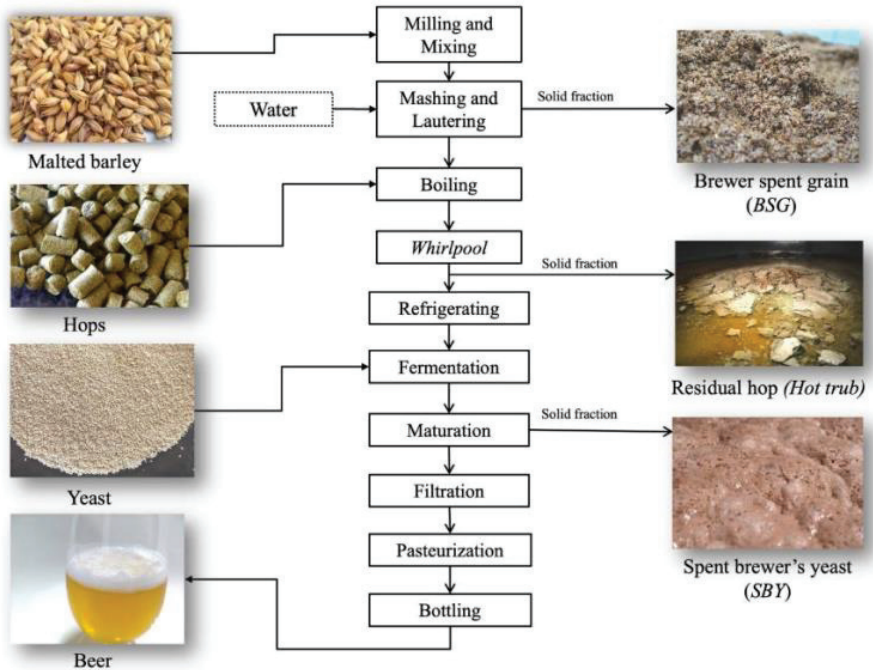 Milling and
Mixing
Malted barley
Water
Mashing and
Lautering
Solid fraction
Brewer spent grain
(BSG)
Boiling
Hops
Whirlpool
Solid fraction
Residual hop (Hot trub)
Refrigerating
Fermentation
Yeast
Maturation
Solid fraction
Spent brewer's yeast
(SBY)
Filtration
Pasteurization
Bottling
Beer